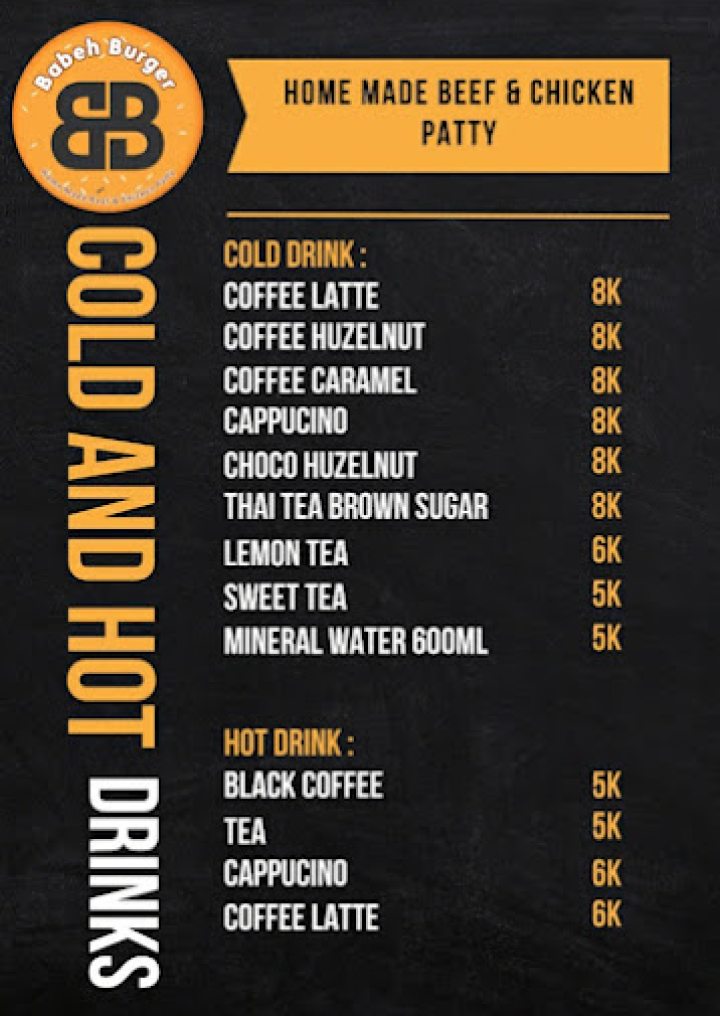 Babeh Burger
BB
HOME MADE BEEF & CHICKEN
PATTY
COLD AND HOT DRINKS
COLD DRINK :
COFFEE LATTE 8K
COFFEE HUZELNUT 8K
COFFEE CARAMEL 8K
CAPPUCINO 8K
CHOCO HUZELNUT 8K
THAI TEA BROWN SUGAR 8K
LEMON TEA 6K
SWEET TEA 5K
MINERAL WATER 600ML 5K
HOT DRINK :
BLACK COFFEE 5K
TEA 5K
CAPPUCINO 6K
COFFEE LATTE 6K